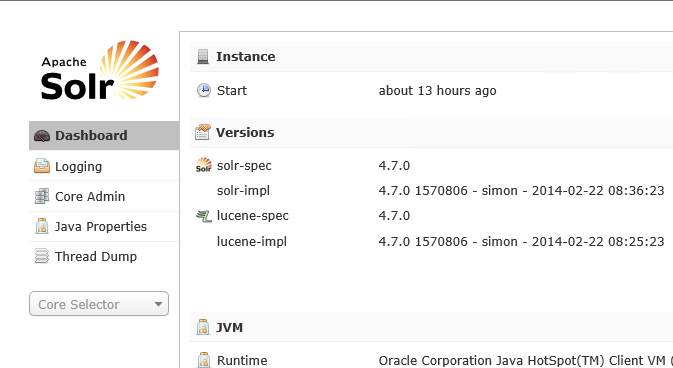 Apache
Solr
Dashboard
Logging
Core Admin
Java Properties
Thread Dump
Core Selector
Instance
Start about 13 hours ago
Versions
solr-spec 4.7.0
solr-impl 4.7.0 1570806 - simon - 2014-02-22 08:36:23
lucene-spec 4.7.0
lucene-impl 4.7.0 1570806 - simon - 2014-02-22 08:25:23
JVM
Runtime Oracle Corporation Java HotSpot(TM) Client VM (